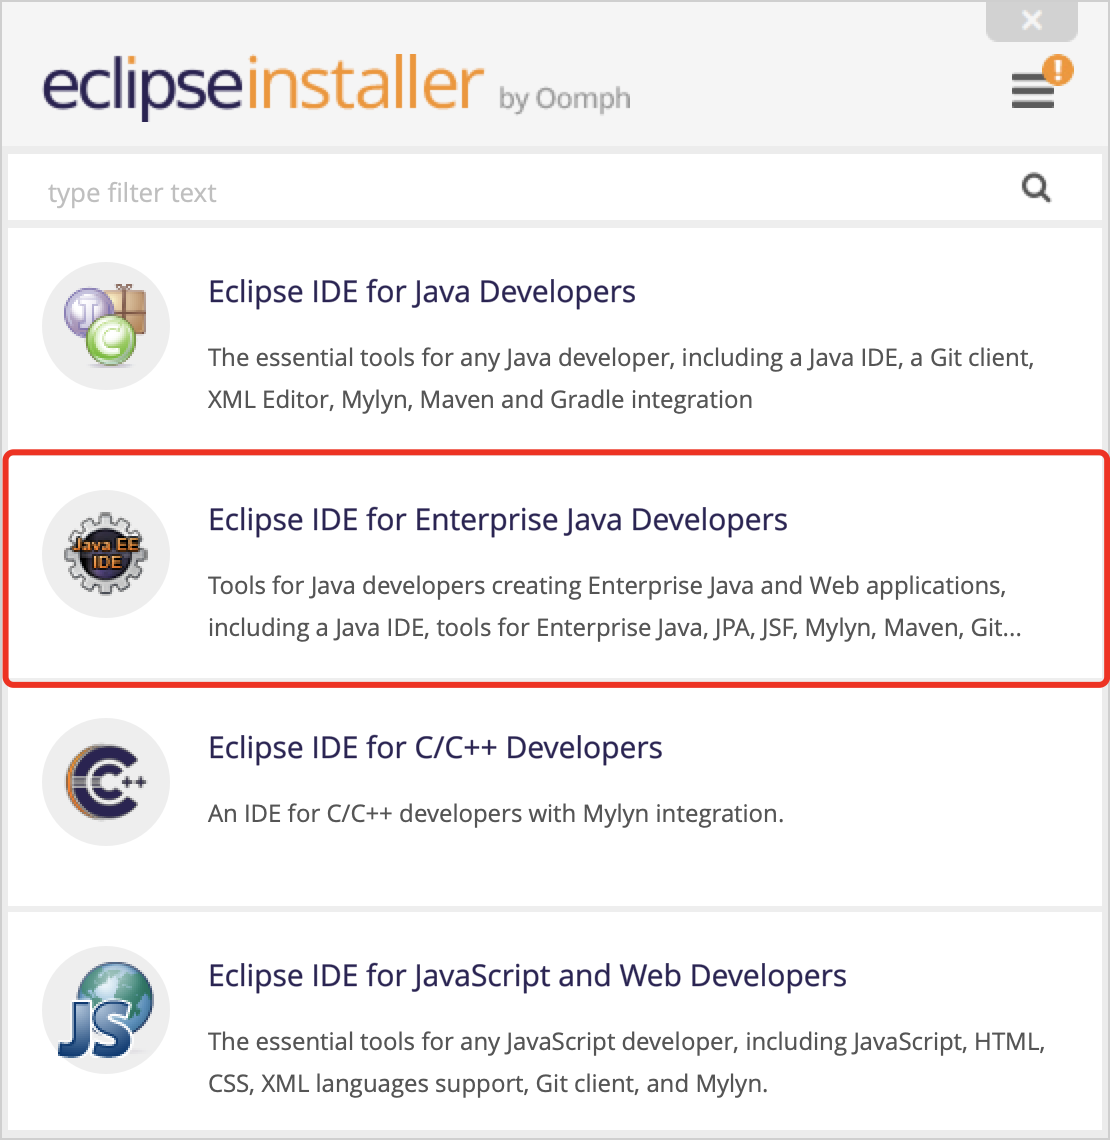 eclipseinstaller by Oomph
type filter text
Eclipse IDE for Java Developers
The essential tools for any Java developer, including a Java IDE, a Git client,
XML Editor, Mylyn, Maven and Gradle integration
Java EE
IDE
Eclipse IDE for Enterprise Java Developers
Tools for Java developers creating Enterprise Java and Web applications,
including a Java IDE, tools for Enterprise Java, JPA, JSF, Mylyn, Maven, Git...
C++
Eclipse IDE for C/C++ Developers
An IDE for C/C++ developers with Mylyn integration.
JS
Eclipse IDE for JavaScript and Web Developers
The essential tools for any JavaScript developer, including JavaScript, HTML,
CSS, XML languages support, Git client, and Mylyn.